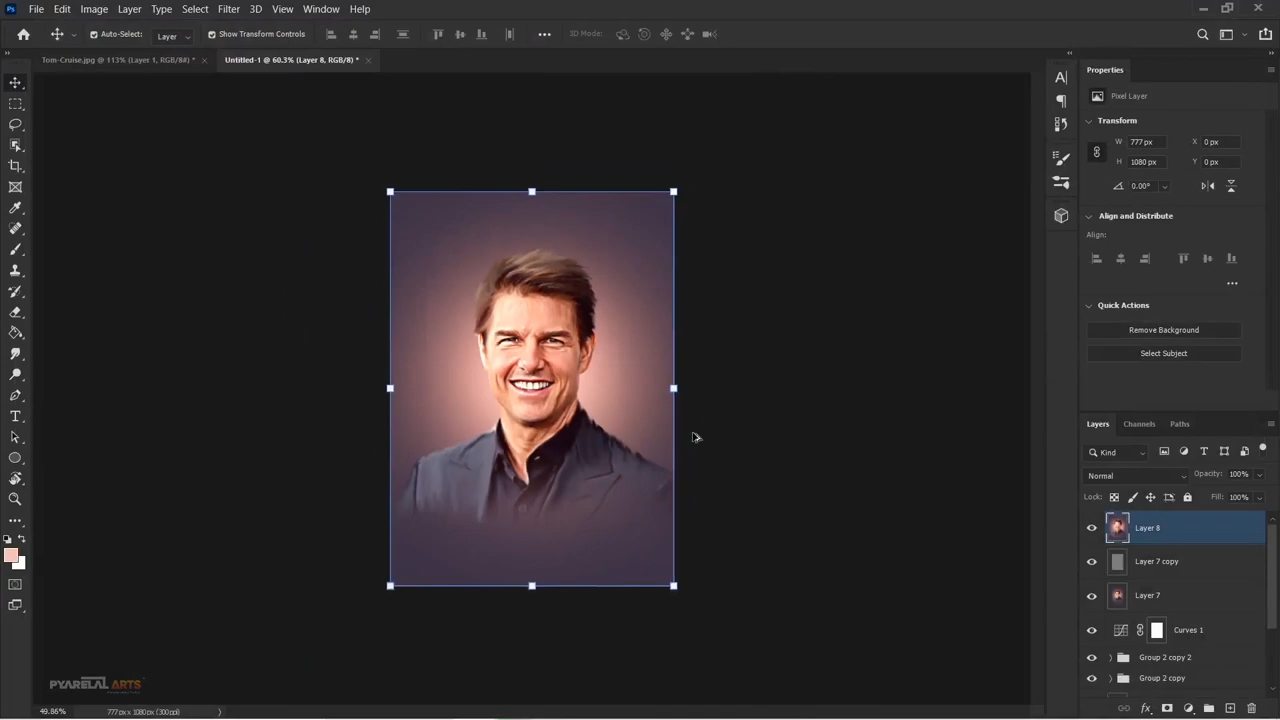 Ps File Edit Image Layer Type Select Filter 3D View Window Help
Auto-Select: Layer Show Transform Controls 3D Mode:
Tom-Cruise.jpg @ 113% (Layer 1, RGB/8#) * Untitled-1 @ 60.3% (Layer 8, RGB/8#) *
Properties
Pixel Layer
Transform
W 777 px X 0 px
H 1080 px Y 0 px
0.00°
Align and Distribute
Align:
Quick Actions
Remove Background
Select Subject
Layers Channels Paths
Kind
Normal Opacity: 100%
Lock: Fill: 100%
Layer 8
Layer 7 copy
Layer 7
Curves 1
Group 2 copy 2
Group 2 copy
PYARELAL ARTS
49.86% 777 px x 1080 px (300 ppi)